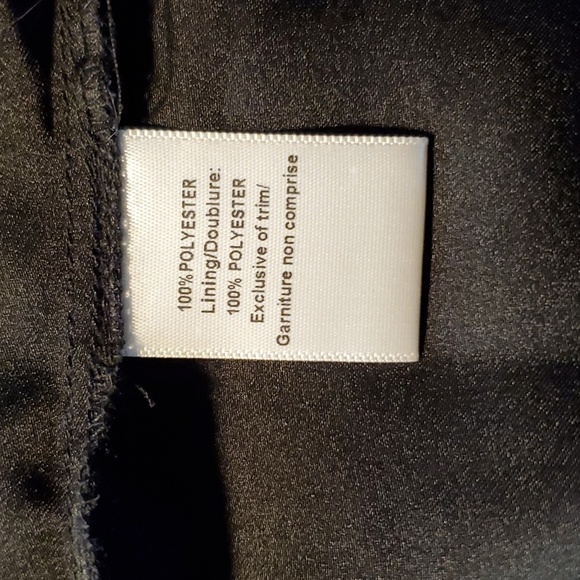 100%POLYESTER
Lining/Doublure:
100% POLYESTER
Exclusive of trim/
Garniture non comprise